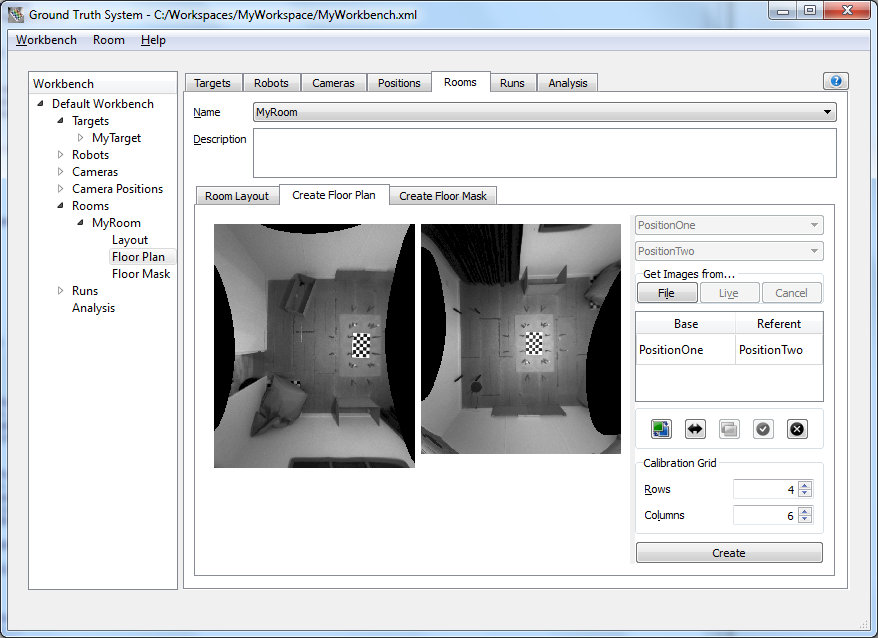 Ground Truth System - C:/Workspaces/MyWorkspace/MyWorkbench.xml
Workbench Room Help
Workbench
Default Workbench
Targets
MyTarget
Robots
Cameras
Camera Positions
Rooms
MyRoom
Layout
Floor Plan
Floor Mask
Runs
Analysis
Targets Robots Cameras Positions Rooms Runs Analysis
?
Name MyRoom
Description
Room Layout Create Floor Plan Create Floor Mask
PositionOne
PositionTwo
Get Images from...
File Live Cancel
Base Referent
PositionOne PositionTwo
Calibration Grid
Rows 4
Columns 6
Create